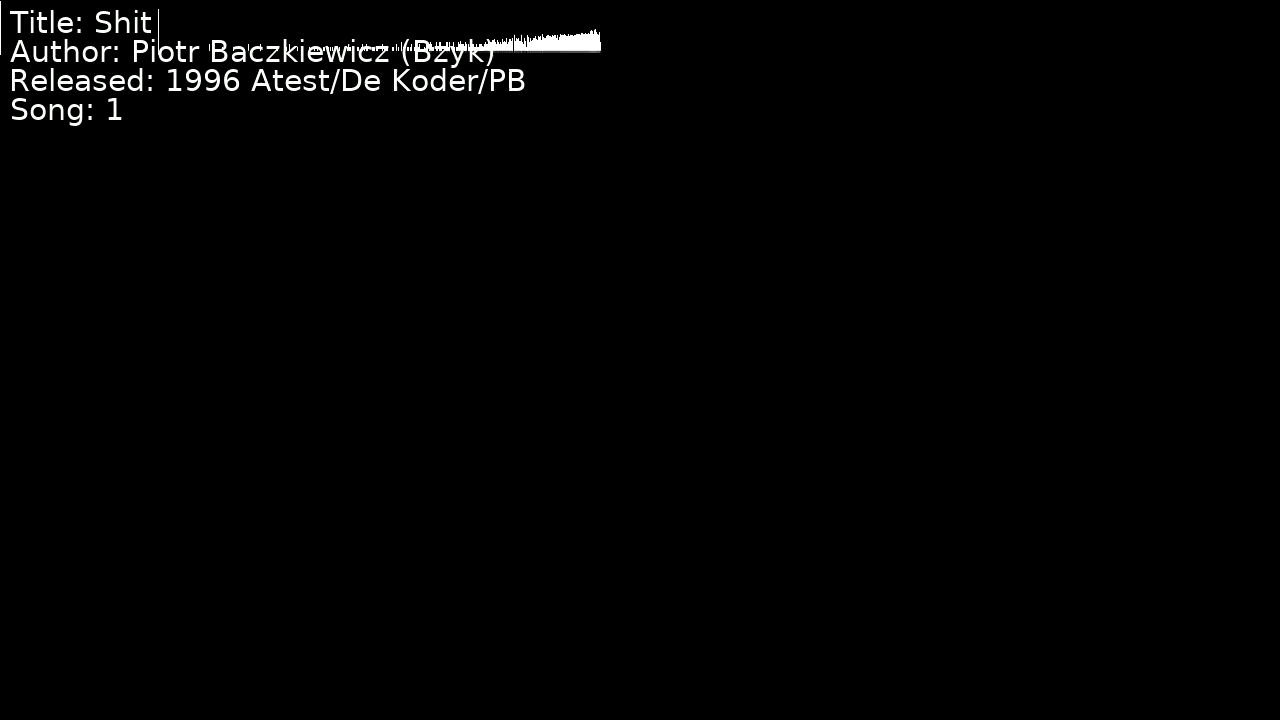 Title: Shit
Author: Piotr Baczkiewicz (Bzyk)
Released: 1996 Atest/De Koder/PB
Song: 1